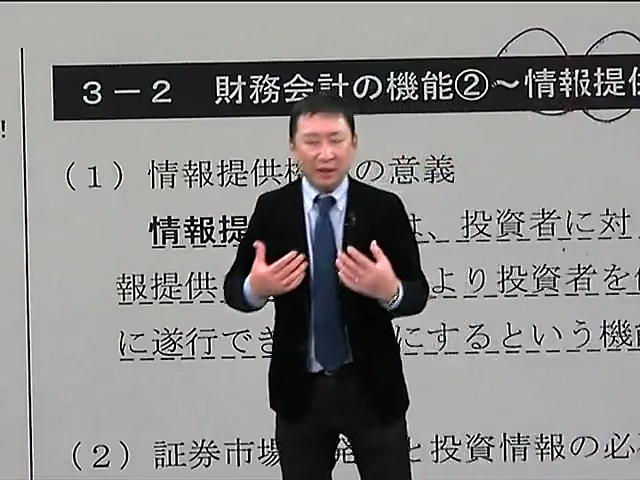 !
3－2 財務会計の機能②～情報提供
(1) 情報提供 の意義
情報提 は、投資者に対
報提供 より投資者を
に遂行でき にするという機
(2) 証券市場 発 と投資情報の必